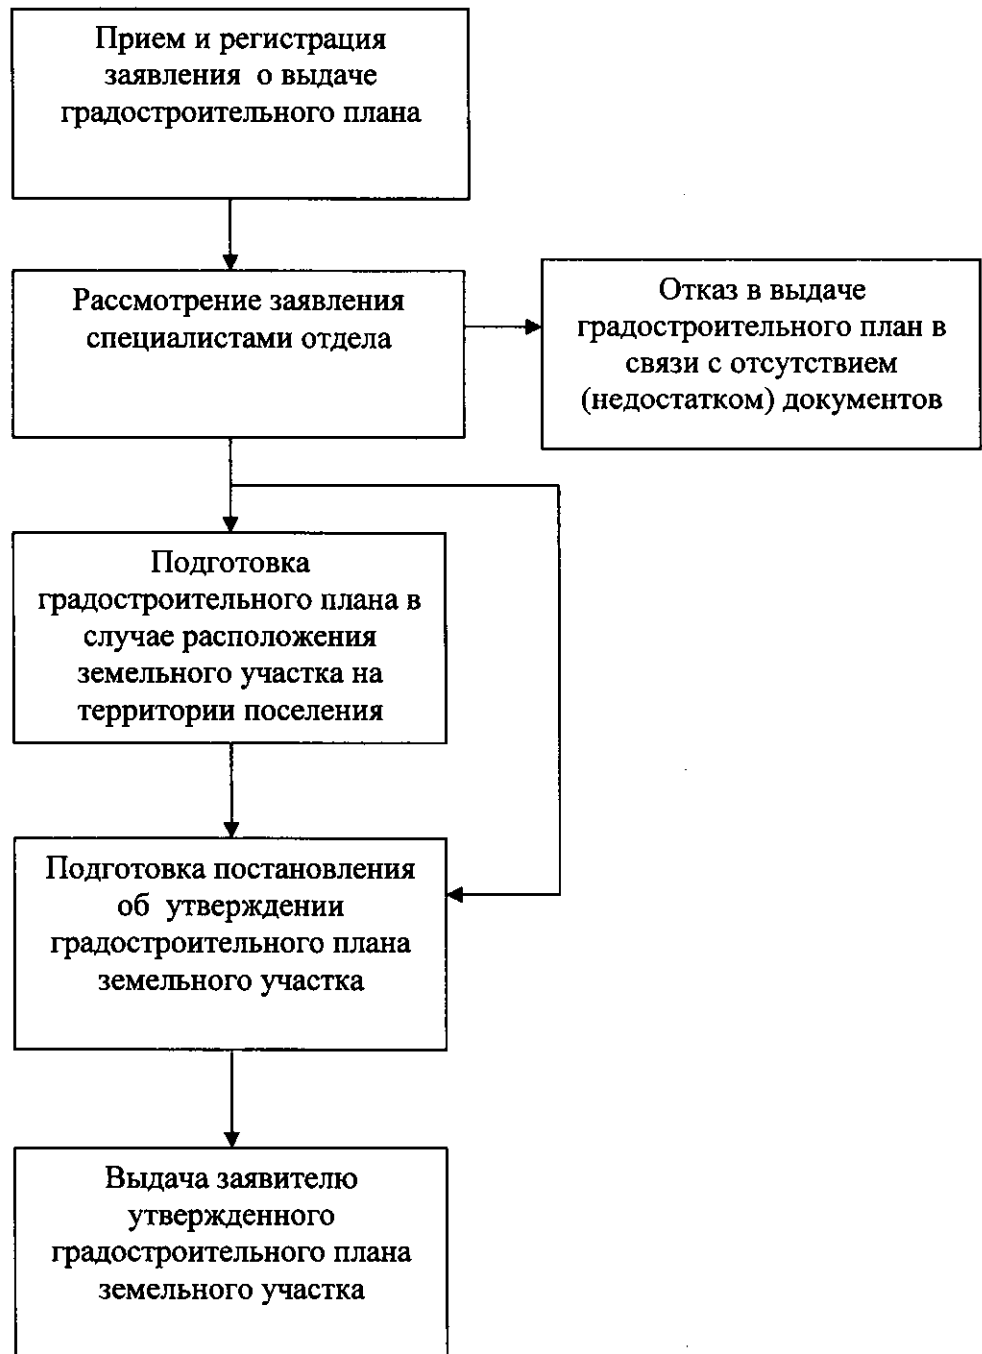 Прием и регистрация
заявления о выдаче
градостроительного плана
Рассмотрение заявления
специалистами отдела
Отказ в выдаче
градостроительного план в
связи с отсутствием
(недостатком) документов
Подготовка
градостроительного плана в
случае расположения
земельного участка на
территории поселения
Подготовка постановления
об утверждении
градостроительного плана
земельного участка
Выдача заявителю
утвержденного
градостроительного плана
земельного участка